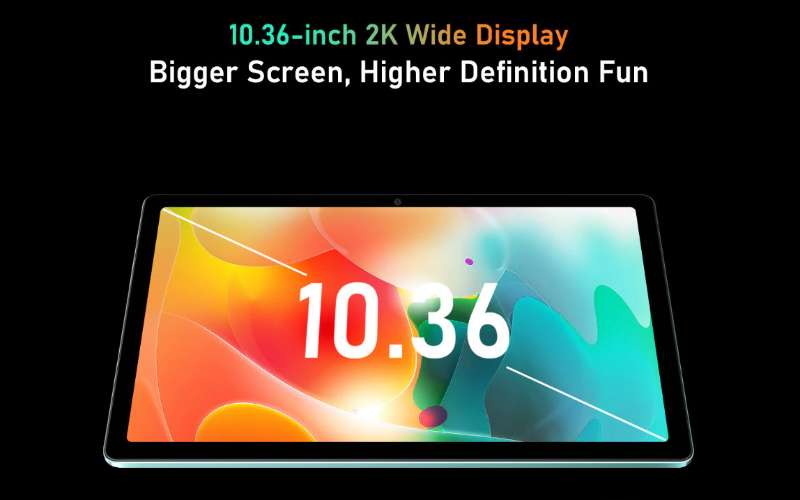 10.36-inch 2K Wide Display
Bigger Screen, Higher Definition Fun
10.36